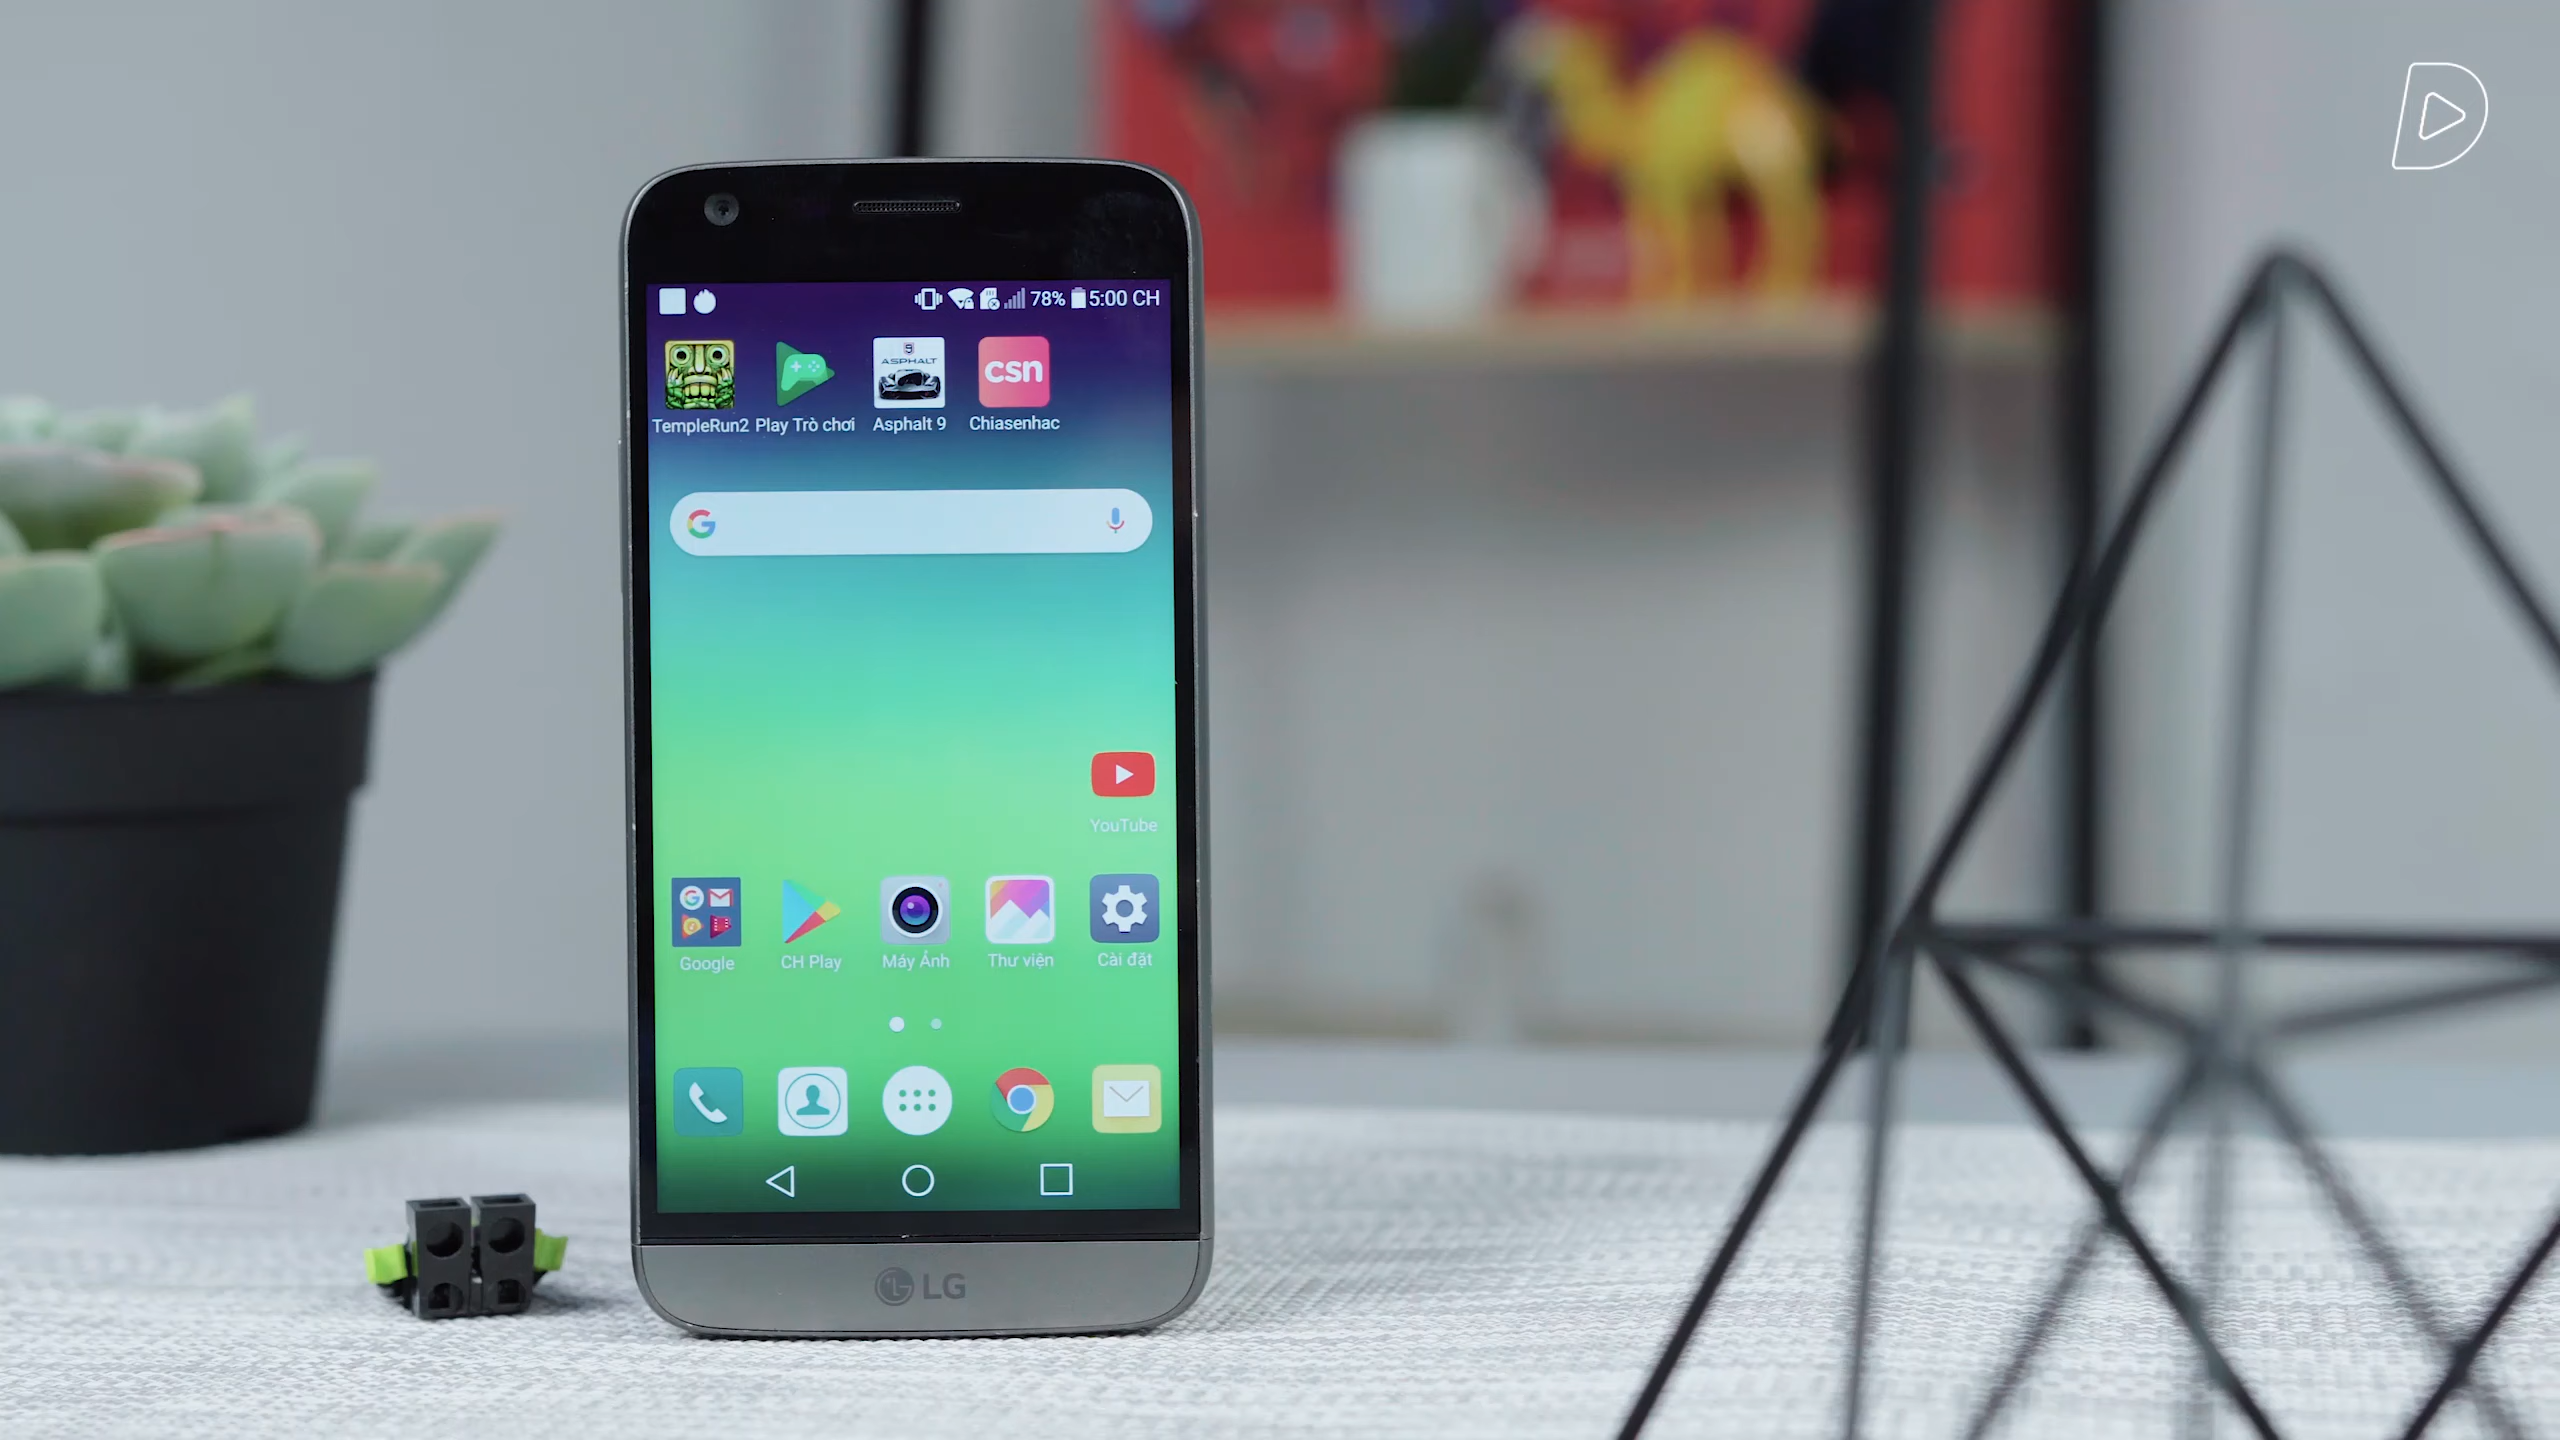 78% 5:00 CH
TempleRun2 Play Trò chơi Asphalt 9 Chiasenhac
9
ASPHALT
csn
YouTube
Google CH Play Máy Ảnh Thư viện Cài đặt
LG